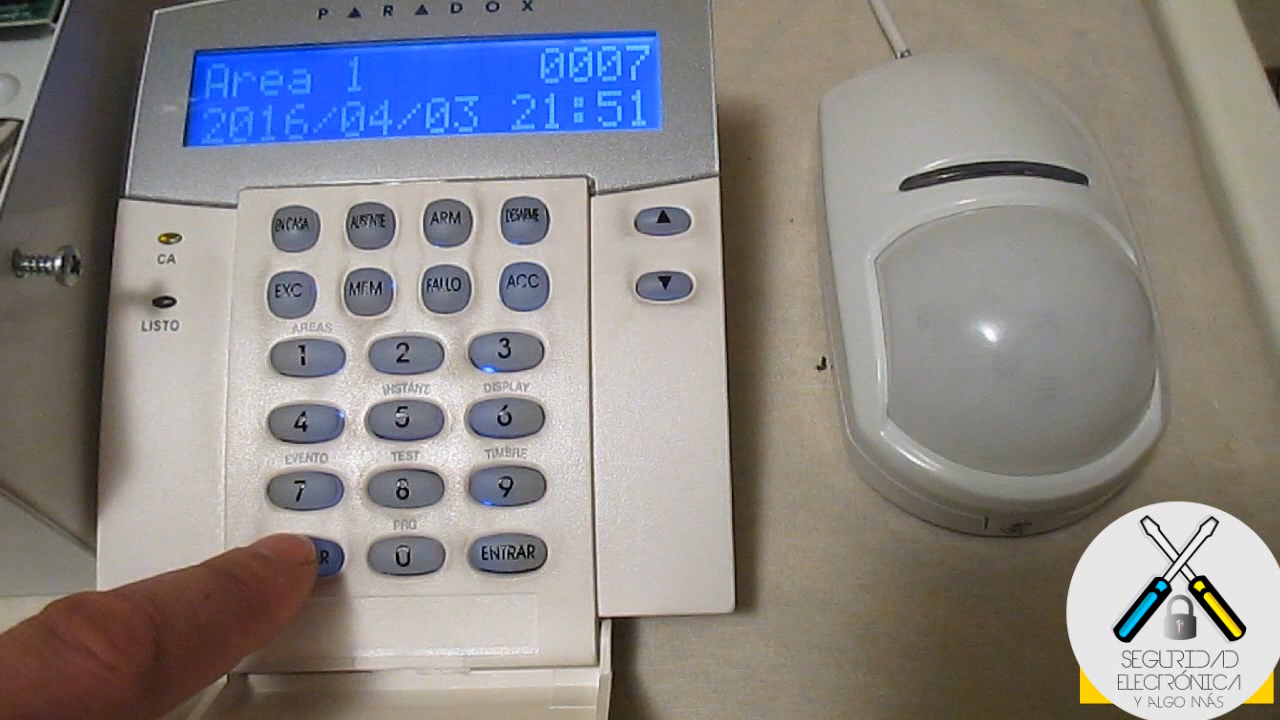 PARADOX
Area 1 0007
2016/04/03 21:51
EN CASA AUSENTE ARM DESARME
CA
EXC MEM FALLO ACC
LISTO
AREAS
1 2 3
INSTANT DISPLAY
4 5 6
EVENTO TEST TIMBRE
7 8 9
PRG
R 0 ENTRAR
SEGURIDAD
ELECTRÓNICA
Y ALGO MÁS